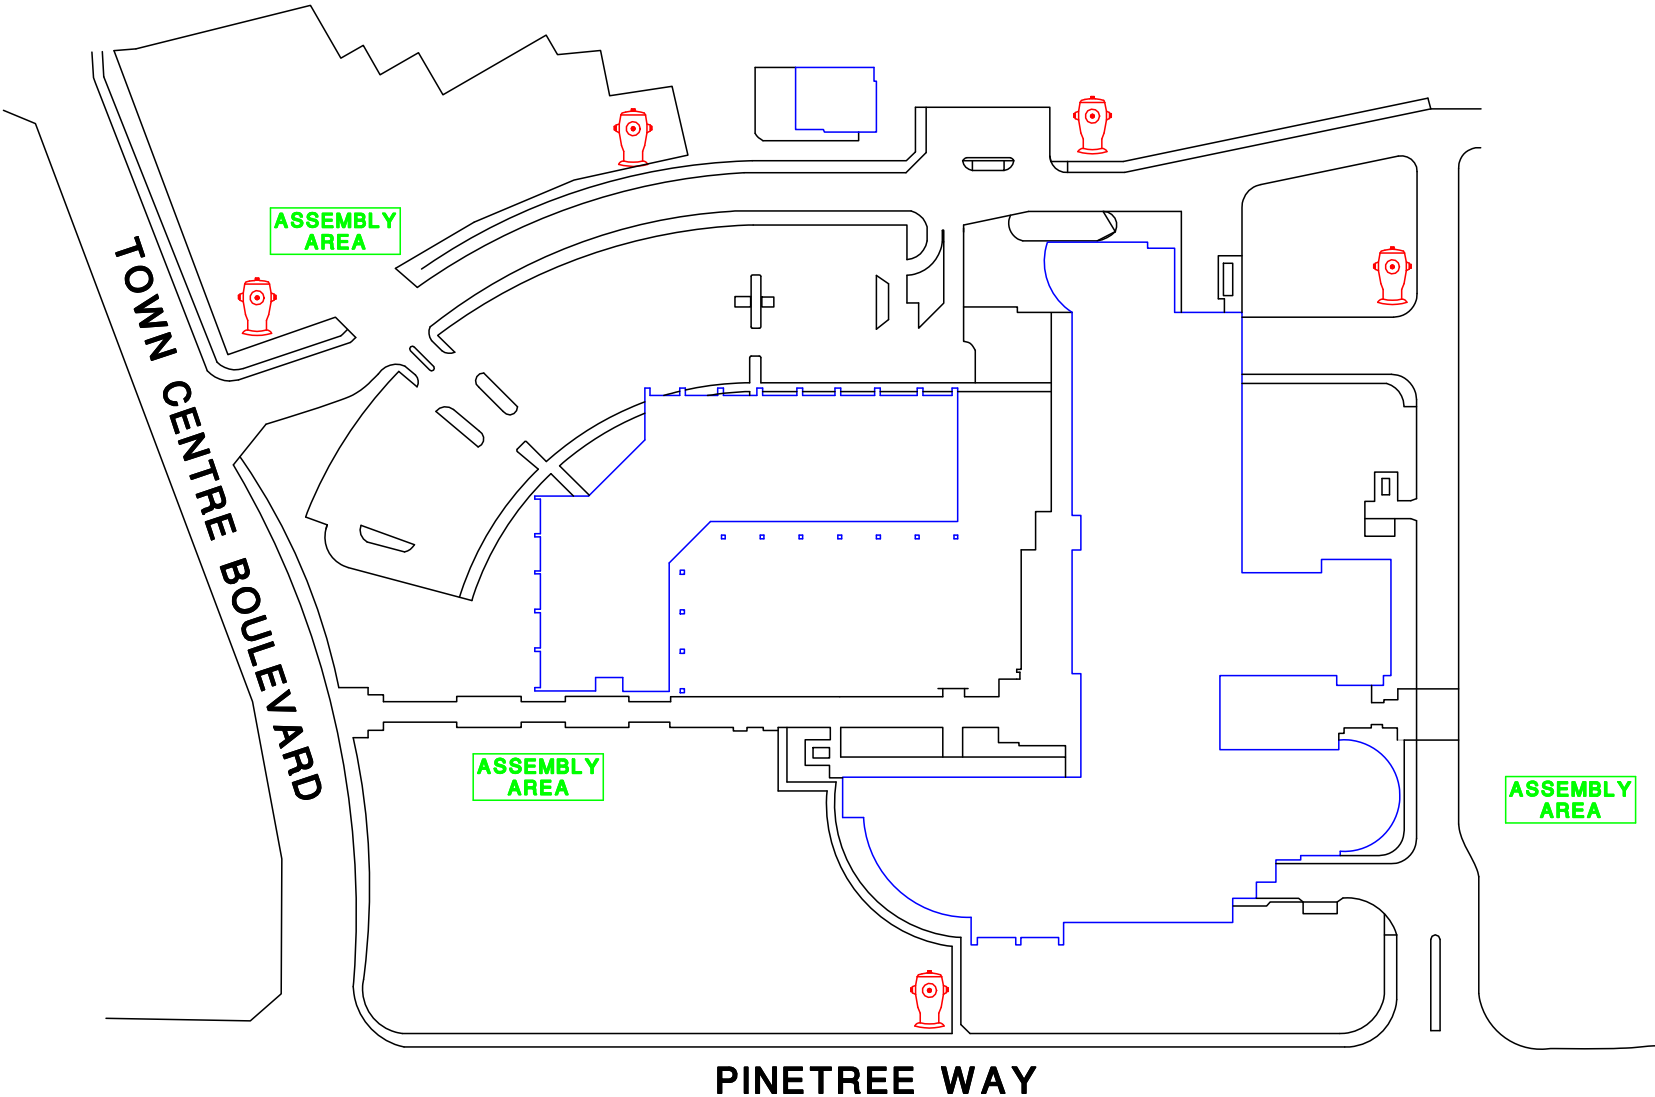 ASSEMBLY
AREA
TOWN CENTRE BOULEVARD
ASSEMBLY
AREA
ASSEMBLY
AREA
PINETREE WAY